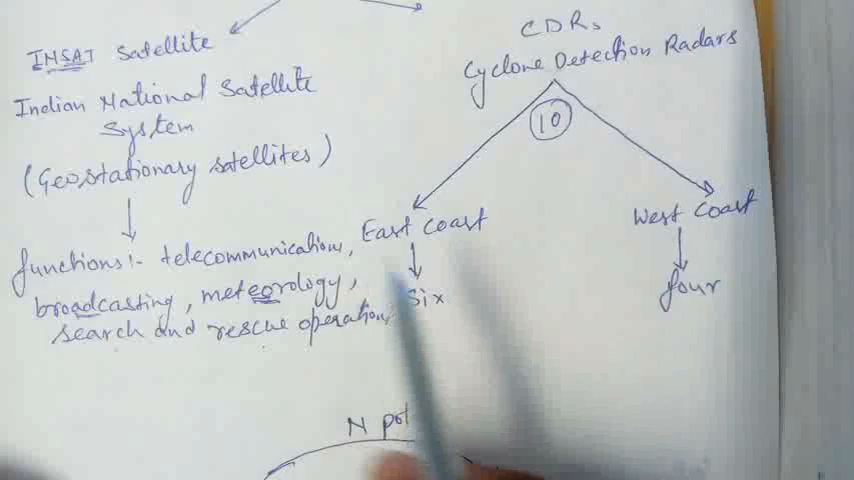 INSAT Satellite
Indian National Satellite
System
(Geostationary satellites)
functions:- telecommunication,
broadcasting, meteorology,
search and rescue operation,
CDRs
Cyclone Detection Radars
10
East Coast
Six
West Coast
four
N pol